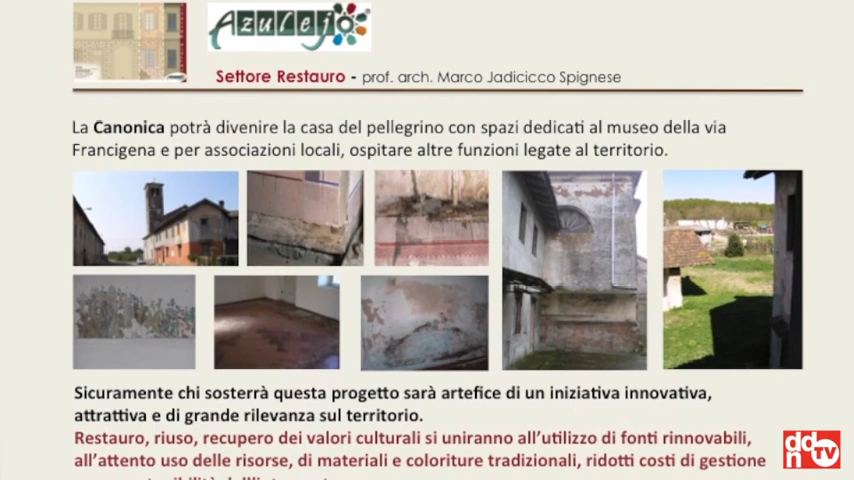 Azulejo
Settore Restauro - prof. arch. Marco Jadicicco Spignese
La Canonica potrà divenire la casa del pellegrino con spazi dedicati al museo della via
Francigena e per associazioni locali, ospitare altre funzioni legate al territorio.
Sicuramente chi sosterrà questa progetto sarà artefice di un iniziativa innovativa,
attrattiva e di grande rilevanza sul territorio.
Restauro, riuso, recupero dei valori culturali si uniranno all'utilizzo di fonti rinnovabili,
all'attento uso delle risorse, di materiali e coloriture tradizionali, ridotti costi di gestione
ddn TV